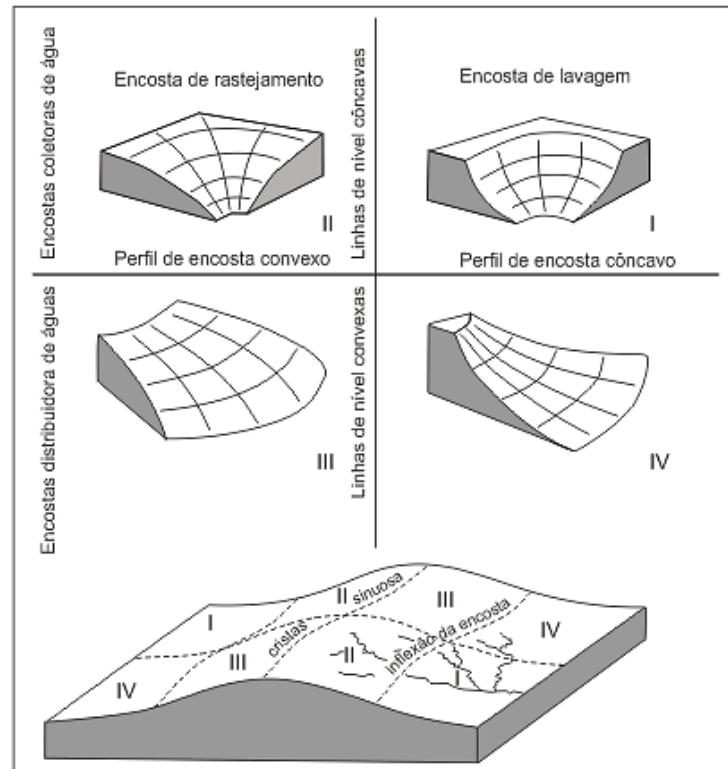 Encostas coletoras de água
Encosta de rastejamento
II
Perfil de encosta convexo
Linhas de nível côncavas
Encosta de lavagem
I
Perfil de encosta côncavo
Encostas distribuidora de águas
III
Linhas de nível convexas
IV
I
II
sinuosa
III
cristas
III
II
inflexão da encosta
IV
IV
I